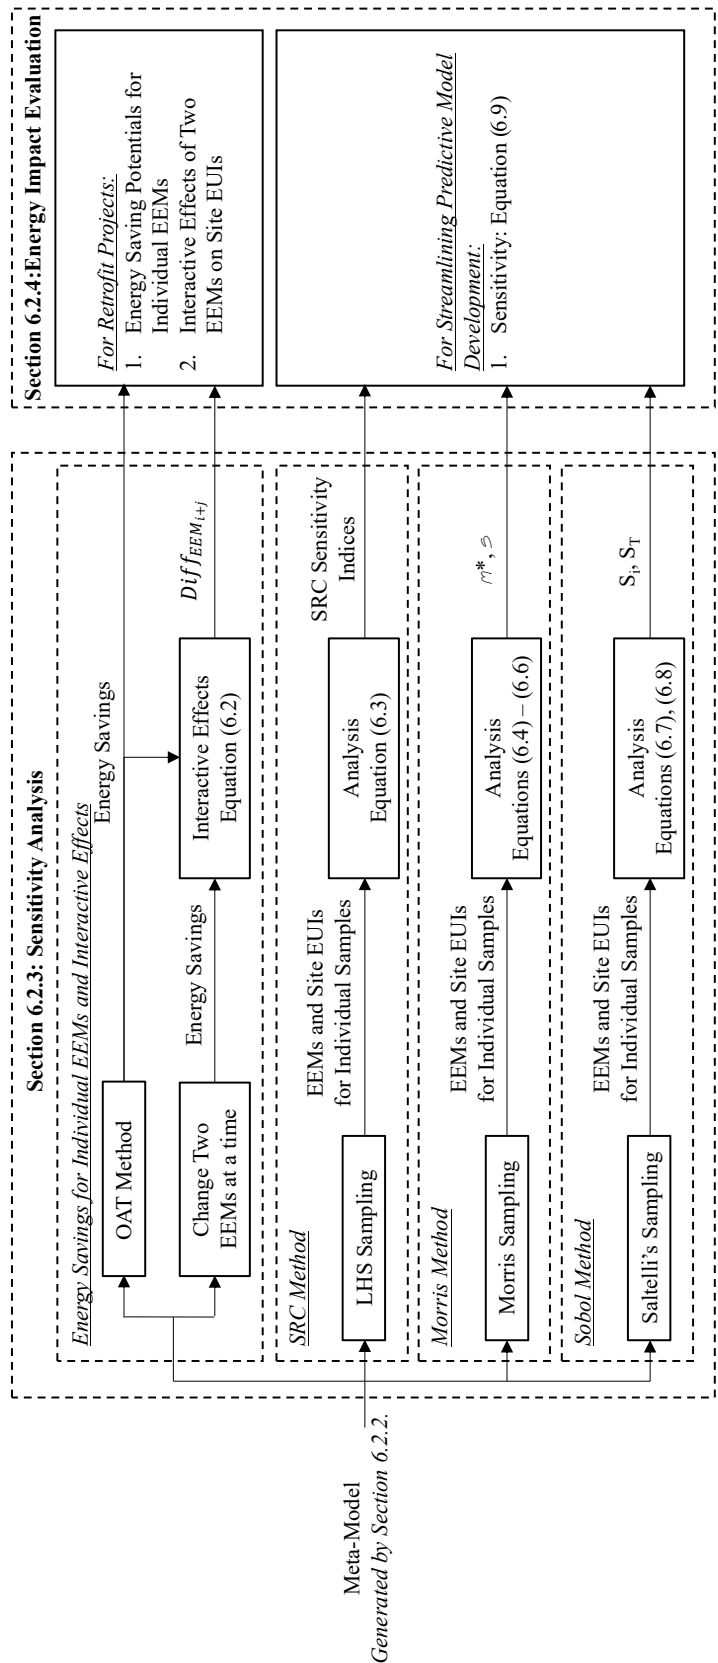 Meta-Model
Generated by Section 6.2.2.
Section 6.2.3: Sensitivity Analysis
Energy Savings for Individual EEMs and Interactive Effects
OAT Method
Energy Savings
Change Two
EEMs at a time
Energy Savings
Interactive Effects
Equation (6.2)
Diff EEM i+j
SRC Method
LHS Sampling
EEMs and Site EUIs
for Individual Samples
Analysis
Equation (6.3)
SRC Sensitivity
Indices
Morris Method
Morris Sampling
EEMs and Site EUIs
for Individual Samples
Analysis
Equations (6.4) – (6.6)
m*, s
Sobol Method
Saltelli's Sampling
EEMs and Site EUIs
for Individual Samples
Analysis
Equations (6.7), (6.8)
Si, ST
Section 6.2.4:Energy Impact Evaluation
For Retrofit Projects:
1. Energy Saving Potentials for
Individual EEMs
2. Interactive Effects of Two
EEMs on Site EUIs
For Streamlining Predictive Model
Development:
1. Sensitivity: Equation (6.9)